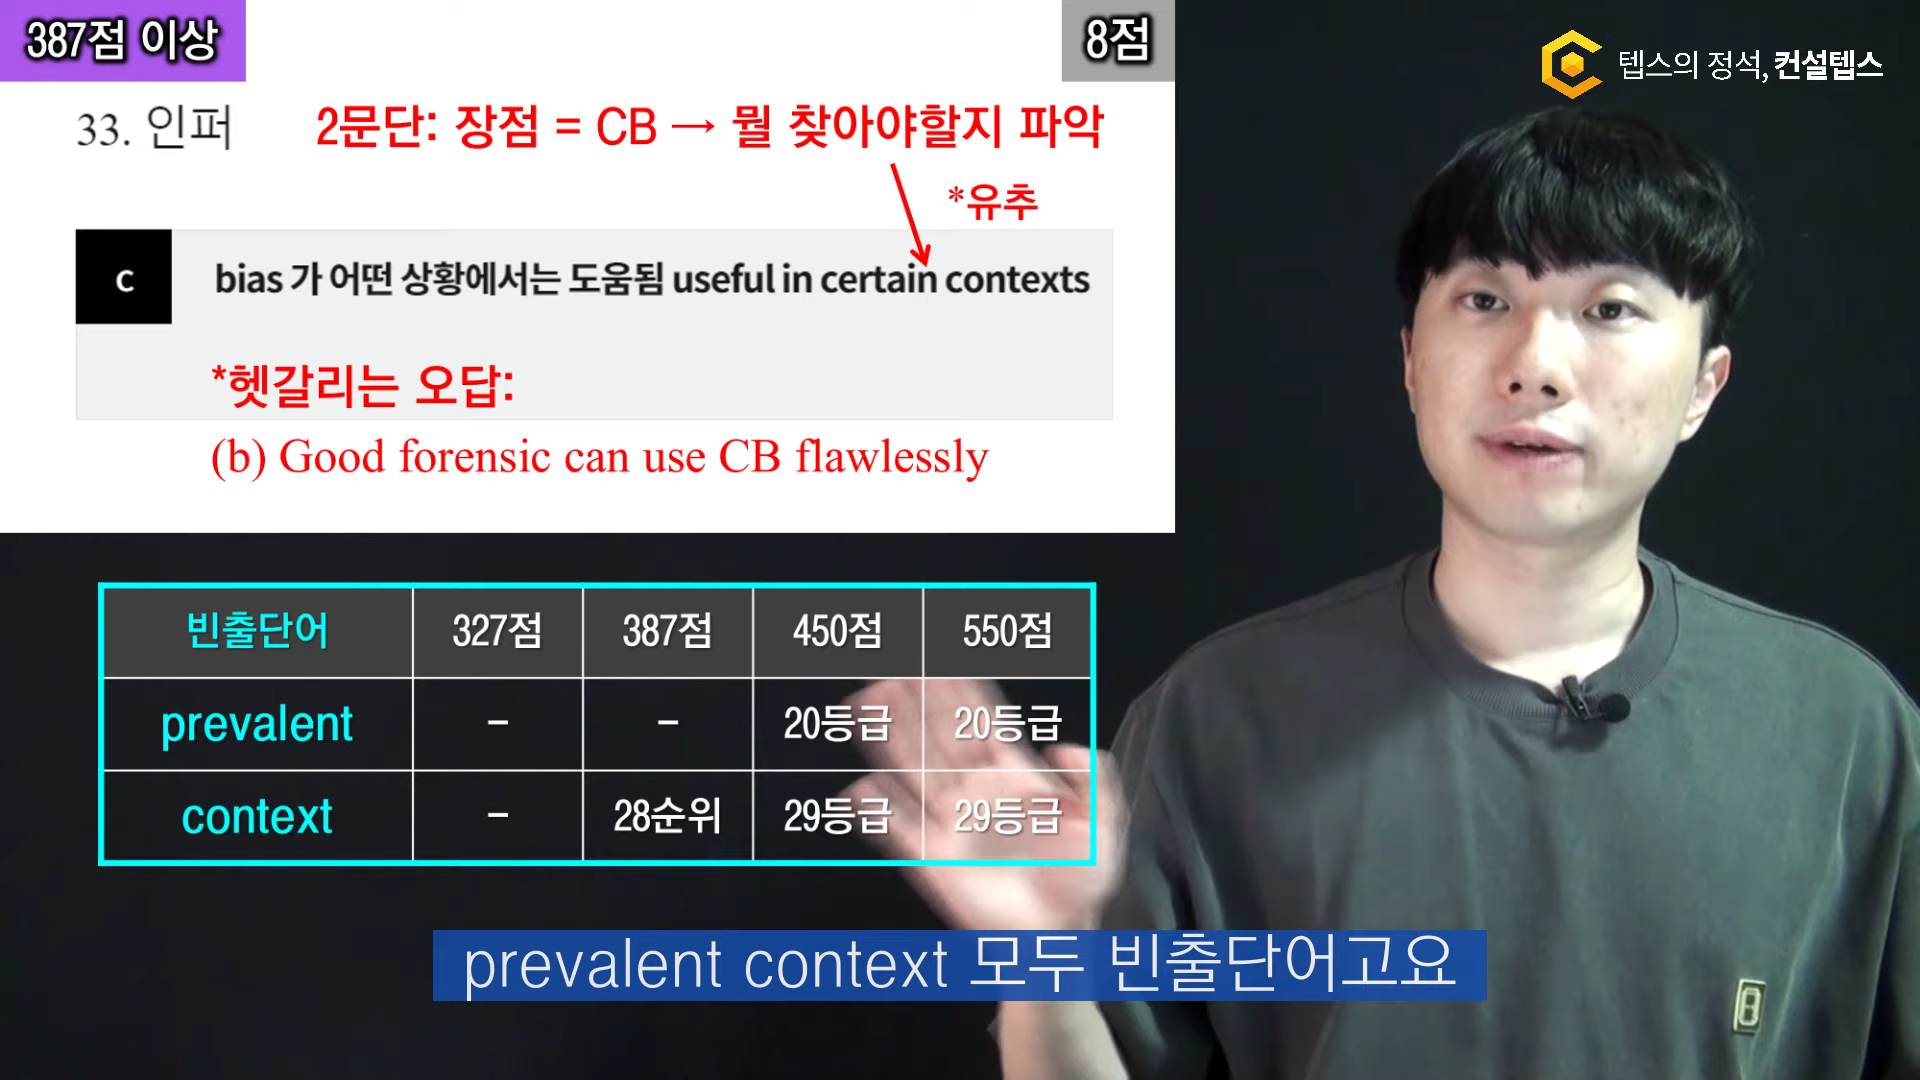 387점 이상
8점
텝스의 정석, 컨설텝스
33. 인퍼
2문단: 장점 = CB → 뭘 찾아야할지 파악
*유추
C
bias 가 어떤 상황에서는 도움됨 useful in certain contexts
*헷갈리는 오답:
(b) Good forensic can use CB flawlessly
빈출단어 327점 387점 450점 550점
prevalent - - 20등급 20등급
context - 28순위 29등급 29등급
prevalent context 모두 빈출단어고요